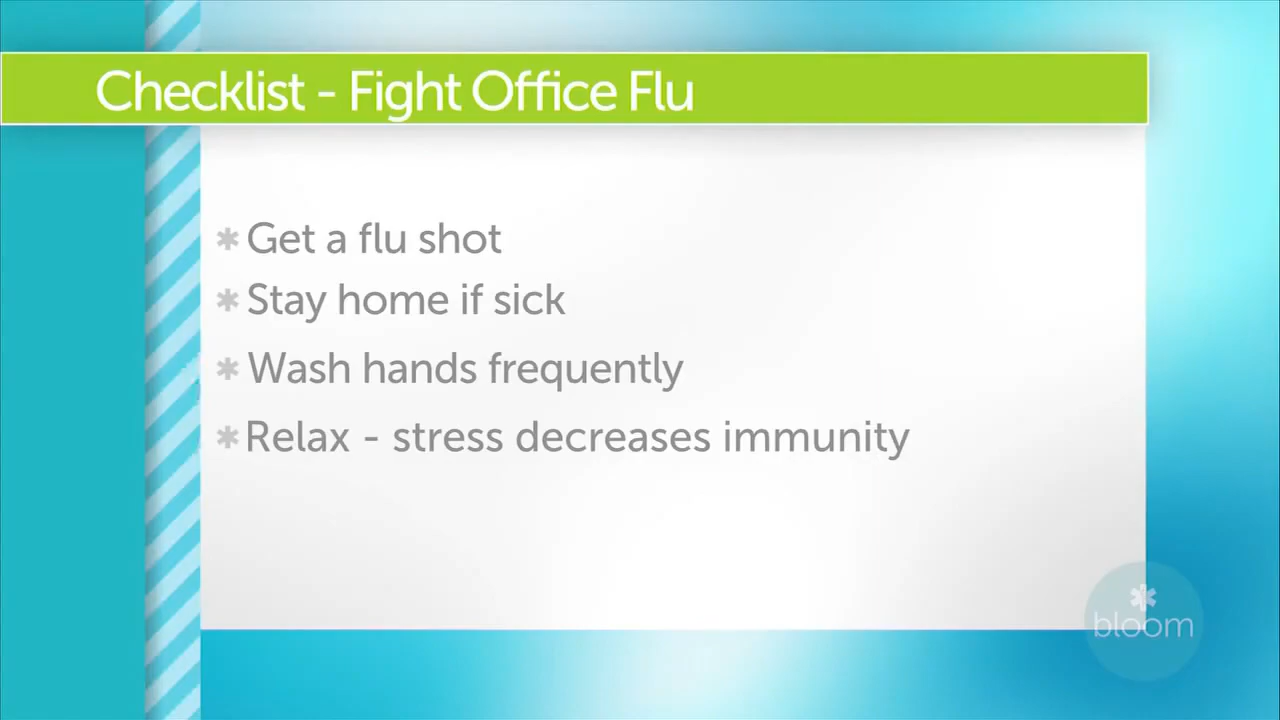 Checklist - Fight Office Flu
* Get a flu shot
* Stay home if sick
* Wash hands frequently
* Relax - stress decreases immunity
bloom